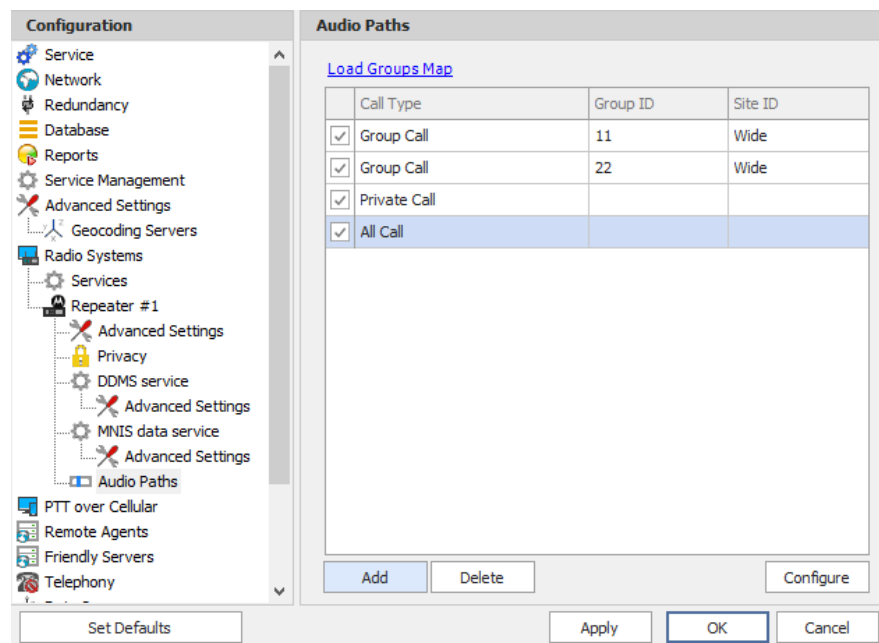 Configuration
Service
Network
Redundancy
Database
Reports
Service Management
Advanced Settings
Geocoding Servers
Radio Systems
Services
Repeater #1
Advanced Settings
Privacy
DDMS service
Advanced Settings
MNIS data service
Advanced Settings
Audio Paths
PTT over Cellular
Remote Agents
Friendly Servers
Telephony
Audio Paths
Load Groups Map
Call Type Group ID Site ID
Group Call 11 Wide
Group Call 22 Wide
Private Call
All Call
Add Delete Configure
Set Defaults Apply OK Cancel